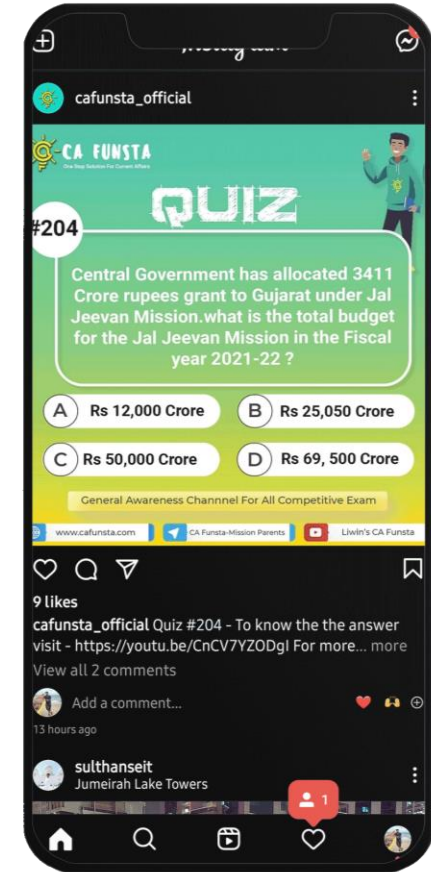 cafunsta_official
CA FUNSTA
One Stop Solution For Current Affairs
QUIZ
#204
Central Government has allocated 3411
Crore rupees grant to Gujarat under Jal
Jeevan Mission.what is the total budget
for the Jal Jeevan Mission in the Fiscal
year 2021-22 ?
A Rs 12,000 Crore
B Rs 25,050 Crore
C Rs 50,000 Crore
D Rs 69, 500 Crore
General Awareness Channnel For All Competitive Exam
www.cafunsta.com
CA Funsta-Mission Parents
Liwin's CA Funsta
9 likes
cafunsta_official Quiz #204 - To know the the answer
visit - https://youtu.be/CnCV7YZODgI For more... more
View all 2 comments
Add a comment...
13 hours ago
sulthanseit
Jumeirah Lake Towers
1